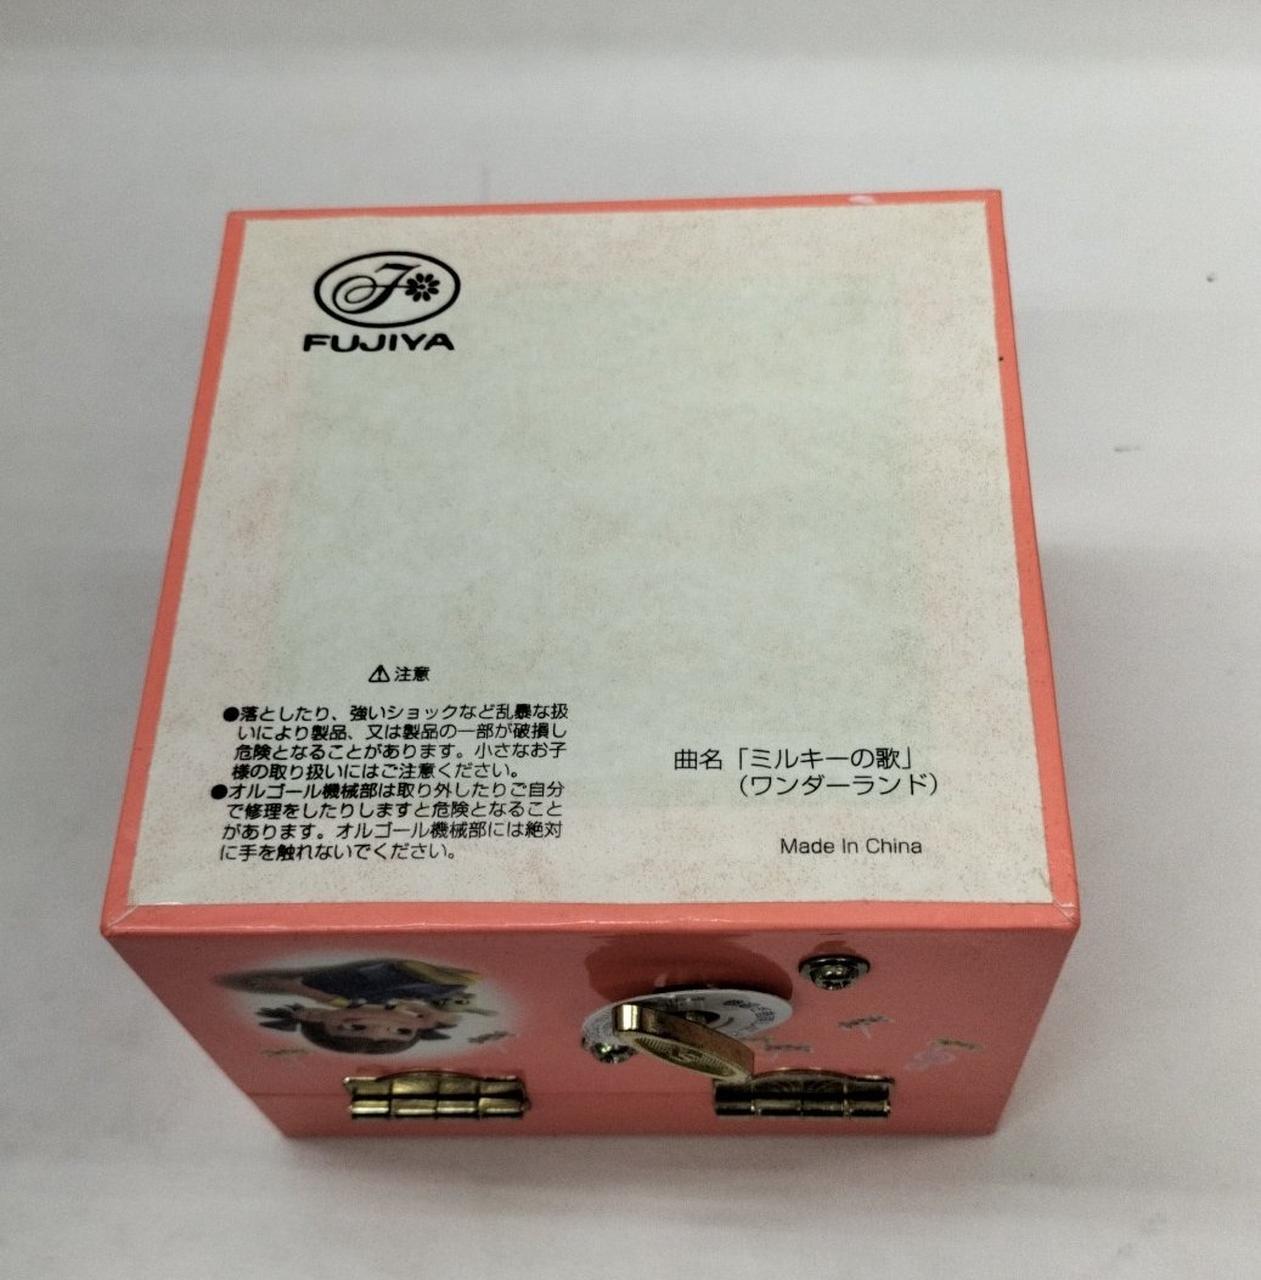 FUJIYA
⚠注意
●落としたり、強いショックなど乱暴な扱
いにより製品、又は製品の一部が破損し
危険となることがあります。小さなお子
様の取り扱いにはご注意ください。
●オルゴール機械部は取り外したりご自分
で修理をしたりしますと危険となること
があります。オルゴール機械部には絶対
に手を触れないでください。
曲名「ミルキーの歌」
（ワンダーランド）
Made In China